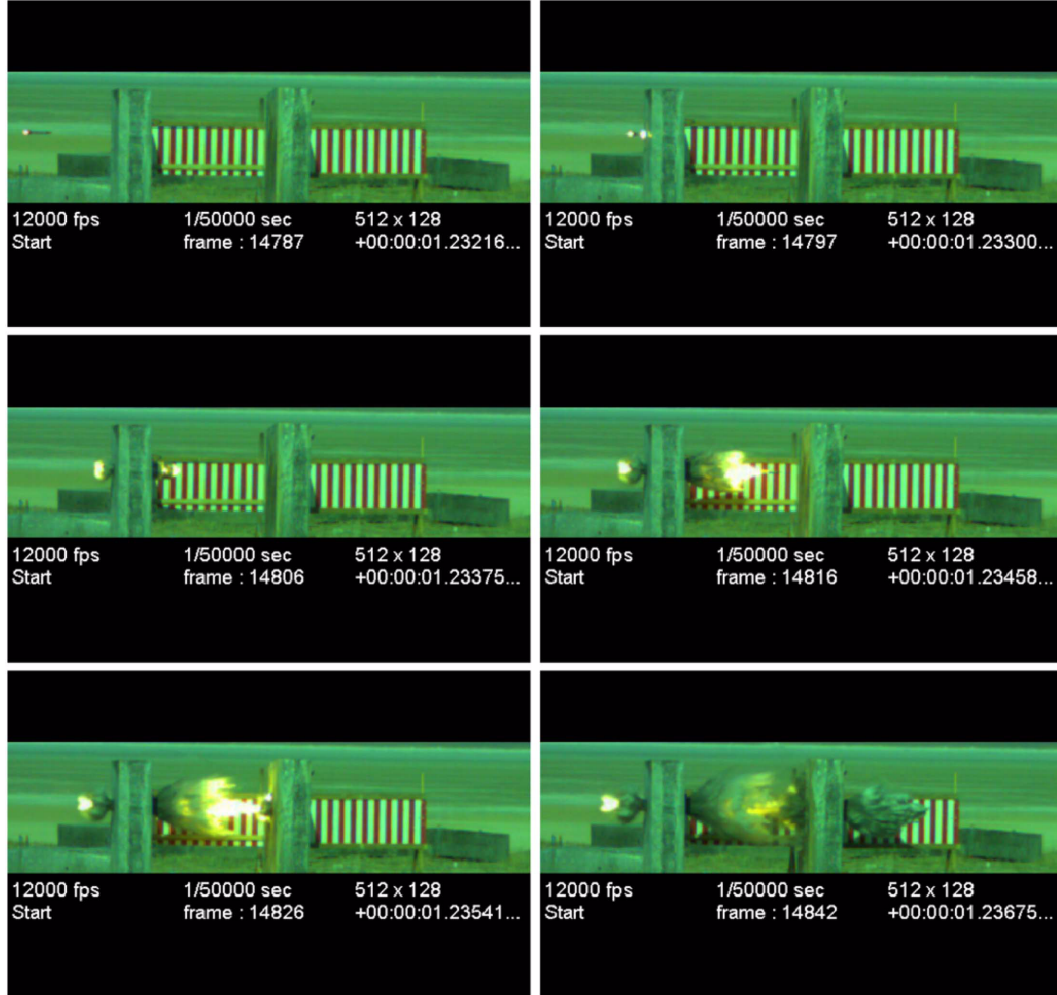 12000 fps 1/50000 sec 512 x 128
Start frame : 14787 +00:00:01.23216...
12000 fps 1/50000 sec 512 x 128
Start frame : 14797 +00:00:01.23300...
12000 fps 1/50000 sec 512 x 128
Start frame : 14806 +00:00:01.23375...
12000 fps 1/50000 sec 512 x 128
Start frame : 14816 +00:00:01.23458...
12000 fps 1/50000 sec 512 x 128
Start frame : 14826 +00:00:01.23541...
12000 fps 1/50000 sec 512 x 128
Start frame : 14842 +00:00:01.23675...